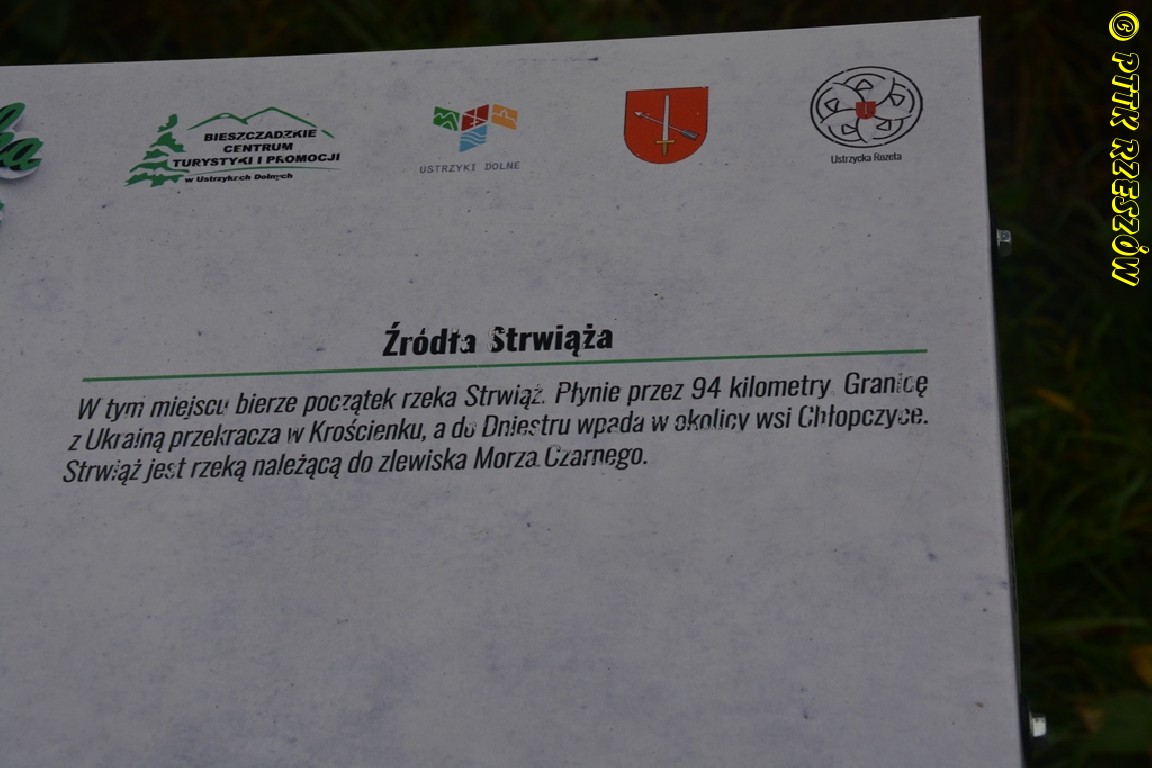 BIESZCZADZKIE
CENTRUM
TURYSTYKI I PROMOCJI
w Ustrzykach Dolnych
USTRZYKI DOLNE
Ustrzycka Rozeta
Źródła Strwiąża
W tym miejscu bierze początek rzeka Strwiąż. Płynie przez 94 kilometry. Granicę
z Ukrainą przekracza w Krościenku, a do Dniestru wpada w okolicy wsi Chłopczyce.
Strwiąż jest rzeką należącą do zlewiska Morza Czarnego.
© PTTK RZESZÓW